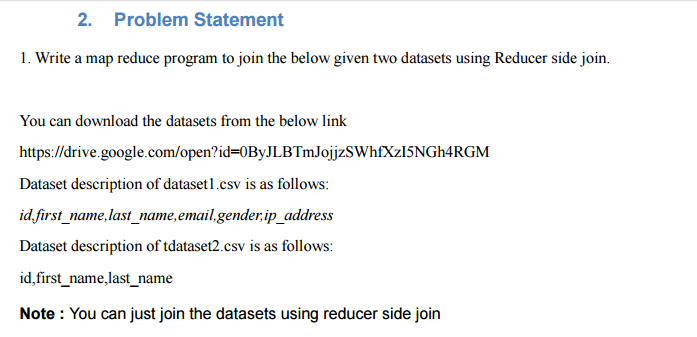 2. Problem Statement
1. Write a map reduce program to join the below given two datasets using Reducer side join.
You can download the datasets from the below link
https://drive.google.com/open?id=0ByJLBTmJojjzSWhfXzI5NGh4RGM
Dataset description of dataset1.csv is as follows:
id,first_name,last_name,email,gender,ip_address
Dataset description of tdataset2.csv is as follows:
id,first_name,last_name
Note : You can just join the datasets using reducer side join